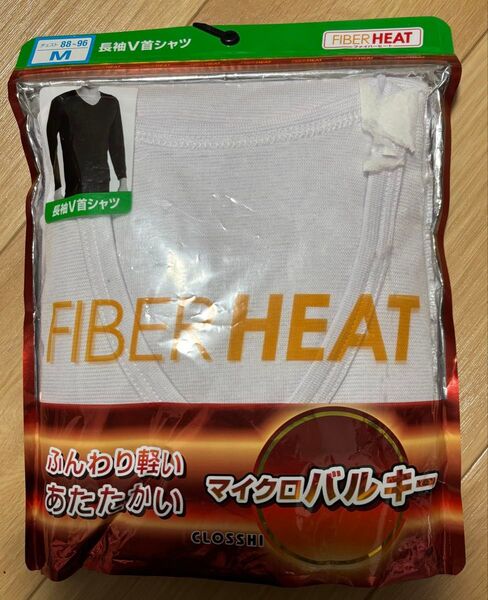 チェスト 88~96
M
長袖V首シャツ
FIBER HEAT
ファイバーヒート
長袖V首シャツ
FIBER HEAT
ふんわり軽い
あたたかい
マイクロバルキー
CLOSSHI